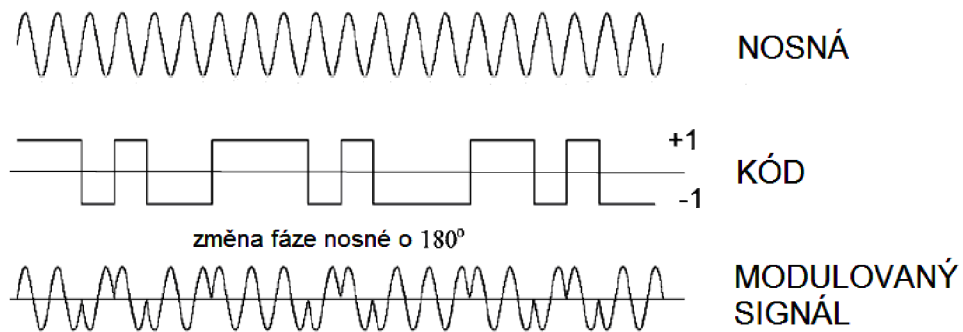 NOSNÁ
+1
KÓD
-1
změna fáze nosné o 180°
MODULOVANÝ
SIGNÁL